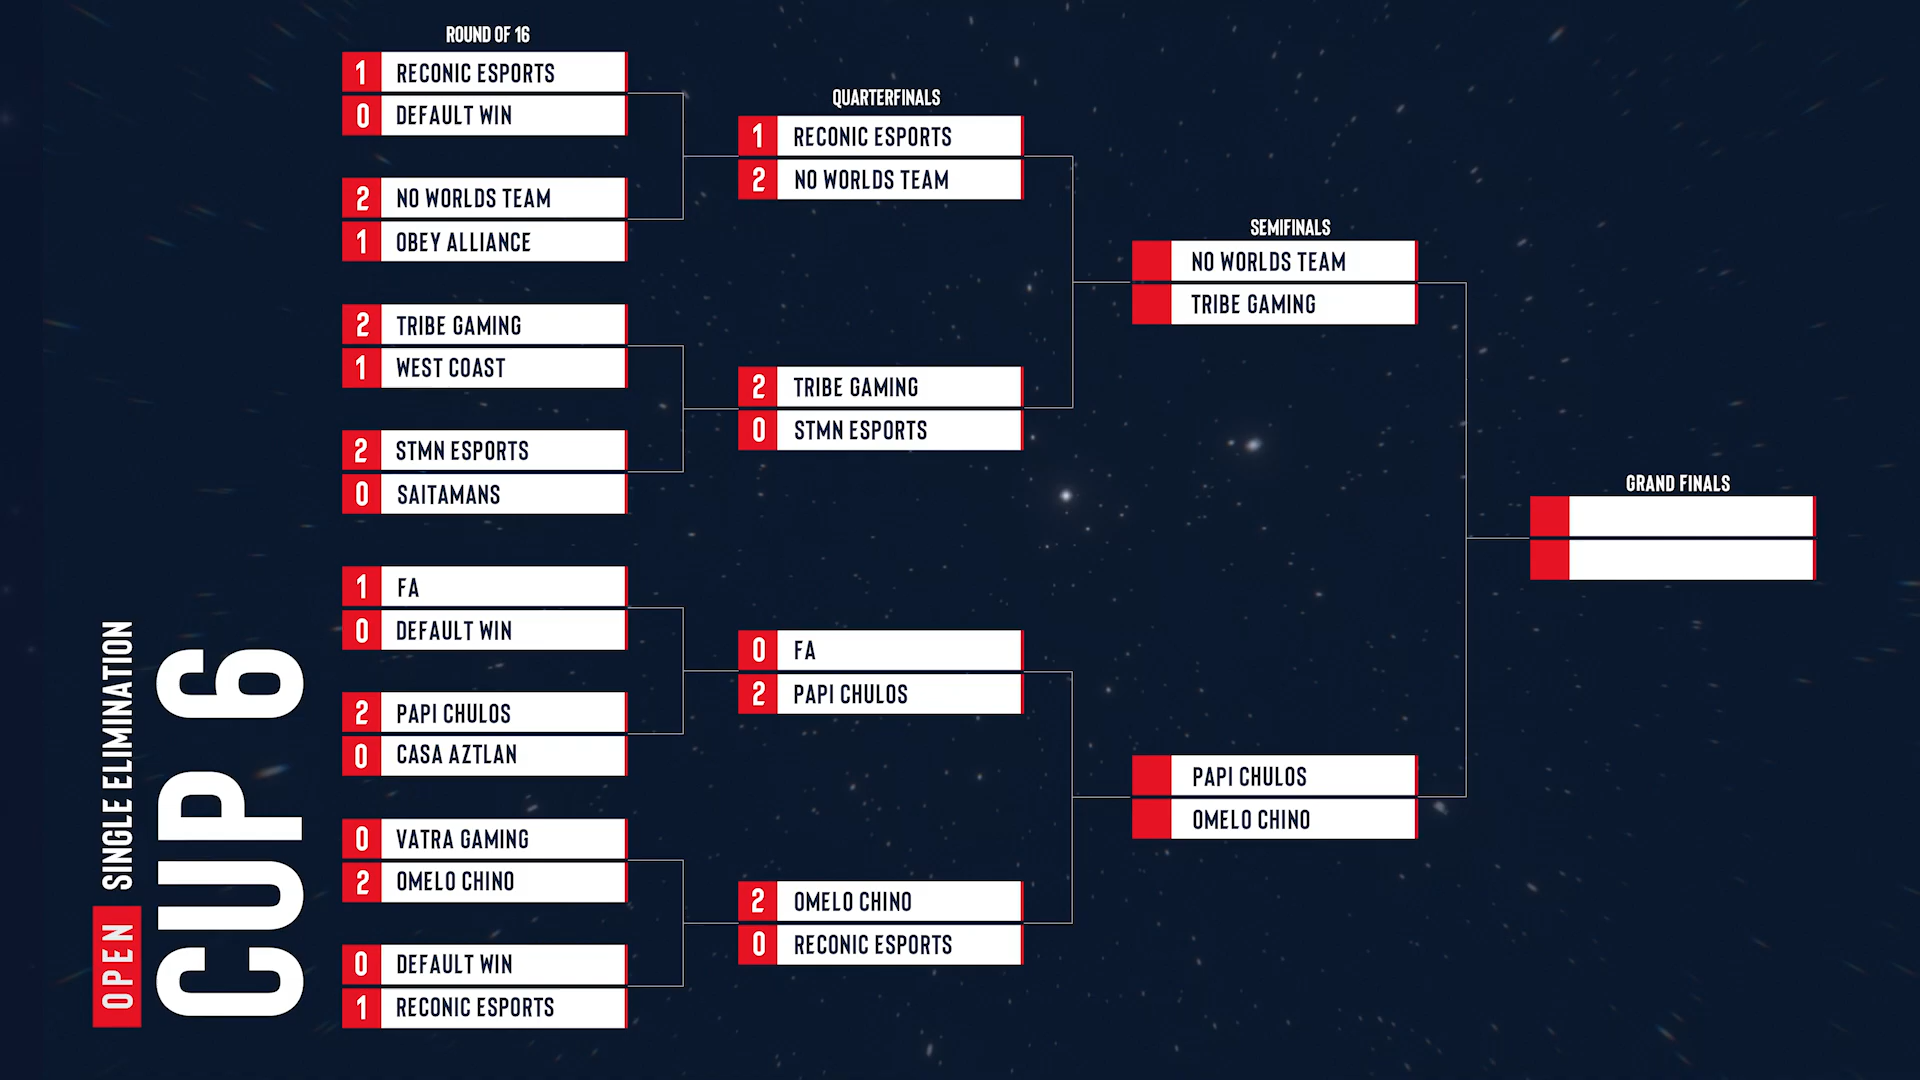 ROUND OF 16
1 RECONIC ESPORTS
0 DEFAULT WIN
2 NO WORLDS TEAM
1 OBEY ALLIANCE
2 TRIBE GAMING
1 WEST COAST
2 STMN ESPORTS
0 SAITAMANS
1 FA
0 DEFAULT WIN
2 PAPI CHULOS
0 CASA AZTLAN
0 VATRA GAMING
2 OMELO CHINO
0 DEFAULT WIN
1 RECONIC ESPORTS
QUARTERFINALS
1 RECONIC ESPORTS
2 NO WORLDS TEAM
2 TRIBE GAMING
0 STMN ESPORTS
0 FA
2 PAPI CHULOS
2 OMELO CHINO
0 RECONIC ESPORTS
SEMIFINALS
NO WORLDS TEAM
TRIBE GAMING
PAPI CHULOS
OMELO CHINO
GRAND FINALS
OPEN SINGLE ELIMINATION
CUP 6